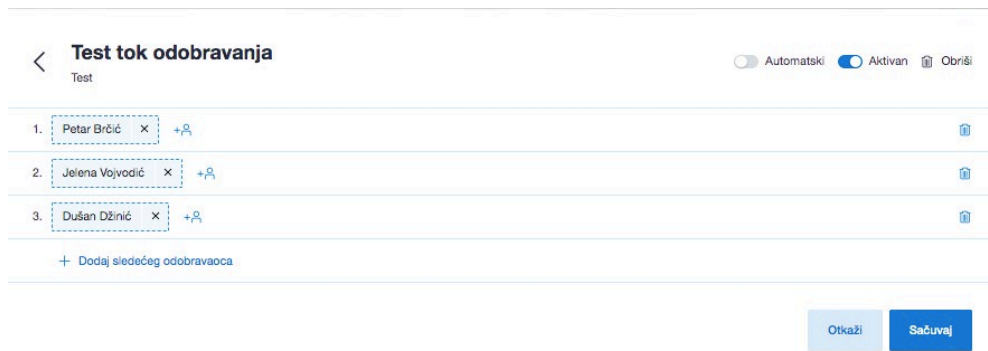 Test tok odobravanja
Test
Automatski Aktivan Obriši
1. Petar Brčić × +
2. Jelena Vojvodić × +
3. Dušan Džinić × +
+ Dodaj sledećeg odobravaoca
Otkaži Sačuvaj